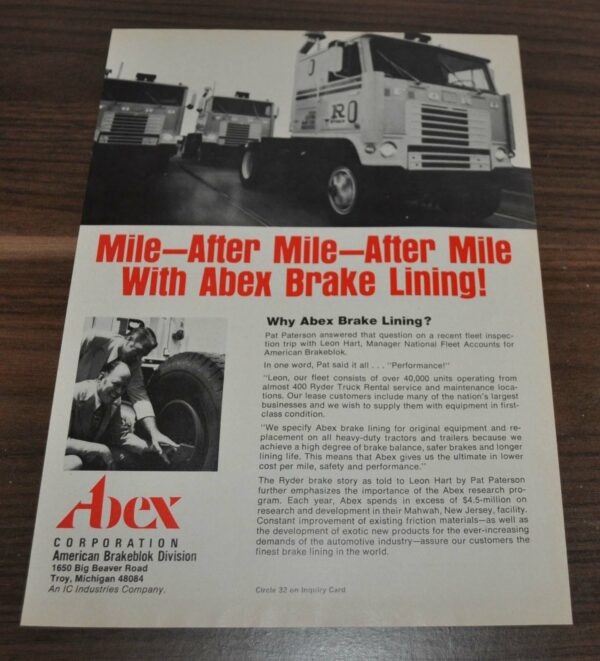 R
Mile—After Mile—After Mile
With Abex Brake Lining!
Why Abex Brake Lining?
Pat Paterson answered that question on a recent fleet inspec-
tion trip with Leon Hart, Manager National Fleet Accounts for
American Brakeblok.
In one word, Pat said it all . . . "Performance!"
"Leon, our fleet consists of over 40,000 units operating from
almost 400 Ryder Truck Rental service and maintenance loca-
tions. Our lease customers include many of the nation's largest
businesses and we wish to supply them with equipment in first-
class condition.
"We specify Abex brake lining for original equipment and re-
placement on all heavy-duty tractors and trailers because we
achieve a high degree of brake balance, safer brakes and longer
lining life. This means that Abex gives us the ultimate in lower
cost per mile, safety and performance."
The Ryder brake story as told to Leon Hart by Pat Paterson
further emphasizes the importance of the Abex research pro-
gram. Each year, Abex spends in excess of $4.5-million on
research and development in their Mahwah, New Jersey, facility.
Constant improvement of existing friction materials—as well as
the development of exotic new products for the ever-increasing
demands of the automotive industry—assure our customers the
finest brake lining in the world.
Abex
CORPORATION
American Brakeblok Division
1650 Big Beaver Road
Troy, Michigan 48084
An IC Industries Company.
Circle 32 on Inquiry Card